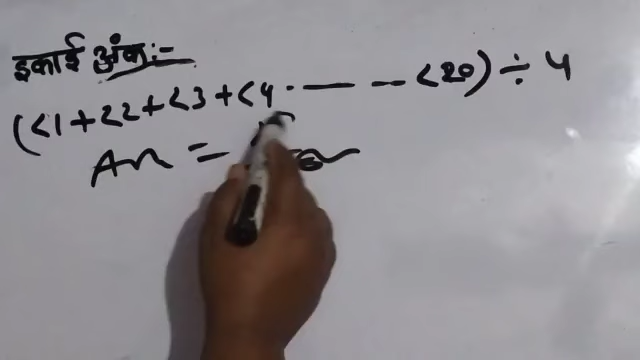 इकाई अंक:-
(<1+<2+<3+<4.——<20)÷4
An =